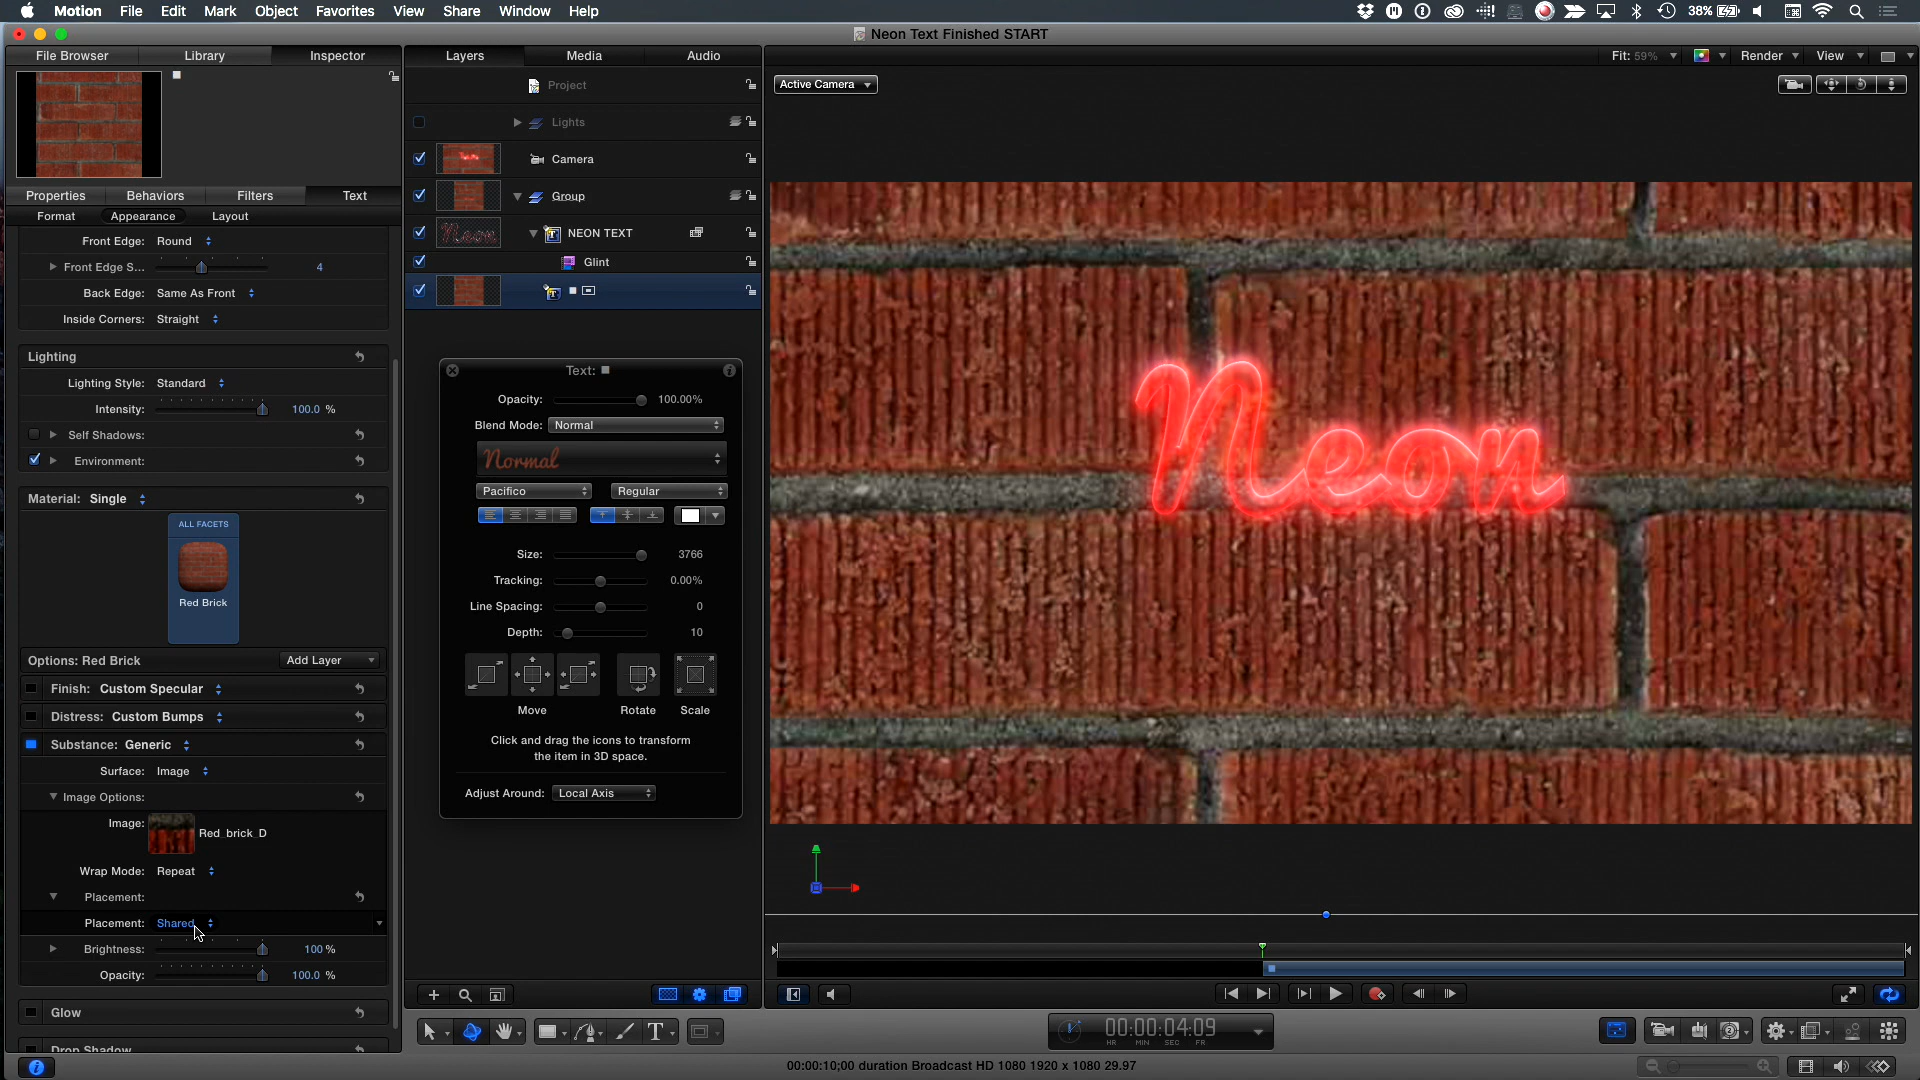 Motion File Edit Mark Object Favorites View Share Window Help 38%
Neon Text Finished START
File Browser Library Inspector Layers Media Audio Fit: 59% Render View
Active Camera
Project
Lights
Camera
Group
NEON TEXT
Glint
Properties Behaviors Filters Text
Format Appearance Layout
Front Edge: Round
Front Edge S... 4
Back Edge: Same As Front
Inside Corners: Straight
Lighting
Lighting Style: Standard
Intensity: 100.0 %
Self Shadows:
Environment:
Material: Single
ALL FACETS
Red Brick
Options: Red Brick Add Layer
Finish: Custom Specular
Distress: Custom Bumps
Substance: Generic
Surface: Image
Image Options:
Image: Red_brick_D
Wrap Mode: Repeat
Placement:
Placement: Shared
Brightness: 100 %
Opacity: 100.0 %
Glow
Drop Shadow
Text:
Opacity: 100.00%
Blend Mode: Normal
Normal
Pacifico Regular
Size: 3766
Tracking: 0.00%
Line Spacing: 0
Depth: 10
Move Rotate Scale
Click and drag the icons to transform
the item in 3D space.
Adjust Around: Local Axis
Neon
00:00:04:09
HR MIN SEC FR
00:00:10;00 duration Broadcast HD 1080 1920 x 1080 29.97